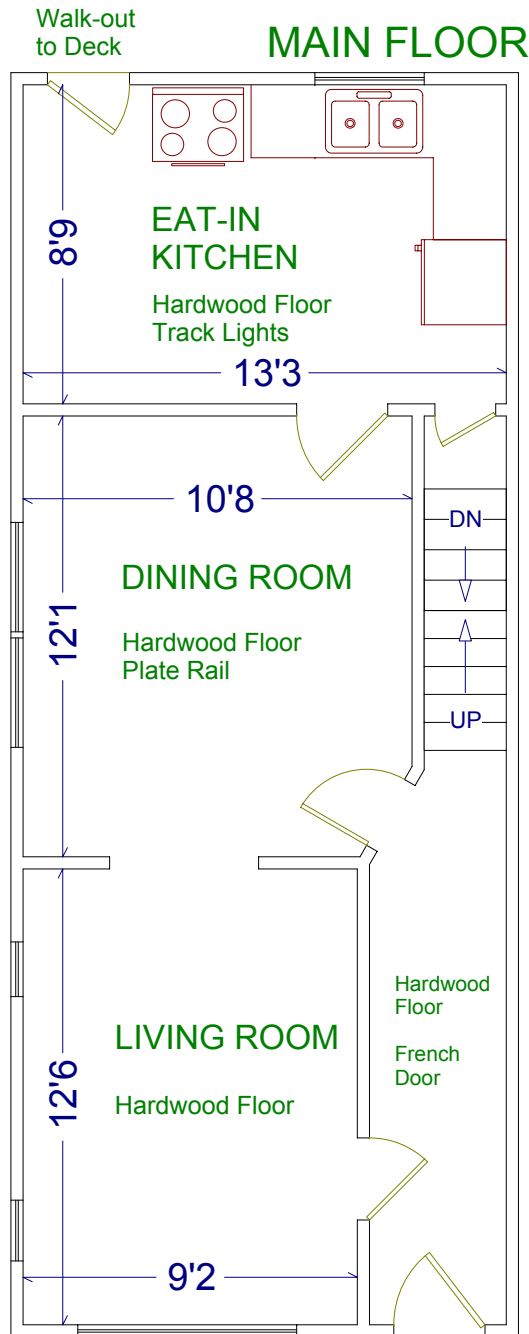 Walk-out
to Deck
MAIN FLOOR
8'9
EAT-IN
KITCHEN
Hardwood Floor
Track Lights
13'3
10'8
DN
DINING ROOM
12'1
Hardwood Floor
Plate Rail
UP
Hardwood
Floor
French
Door
LIVING ROOM
12'6
Hardwood Floor
9'2